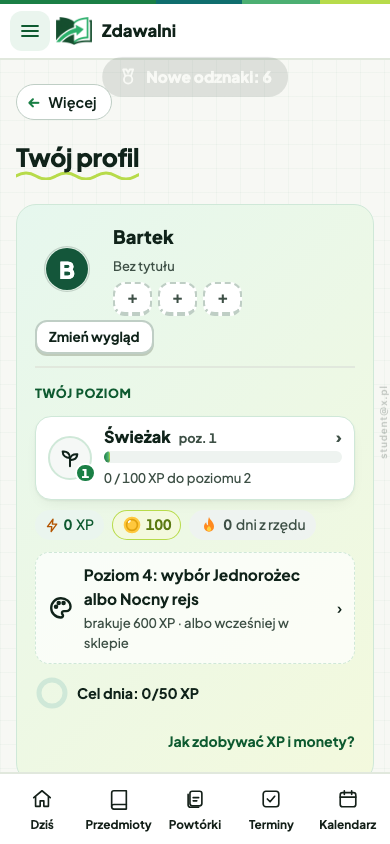 Zdawalni
Nowe odznaki: 6
Więcej
Twój profil
B
Bartek
Bez tytułu
+ + +
Zmień wygląd
TWÓJ POZIOM
Świeżak poz. 1
1
0 / 100 XP do poziomu 2
0 XP 100 0 dni z rzędu
Poziom 4: wybór Jednorożec
albo Nocny rejs
brakuje 600 XP · albo wcześniej w
sklepie
Cel dnia: 0/50 XP
Jak zdobywać XP i monety?
student@x.pl
Dziś Przedmioty Powtórki Terminy Kalendarz